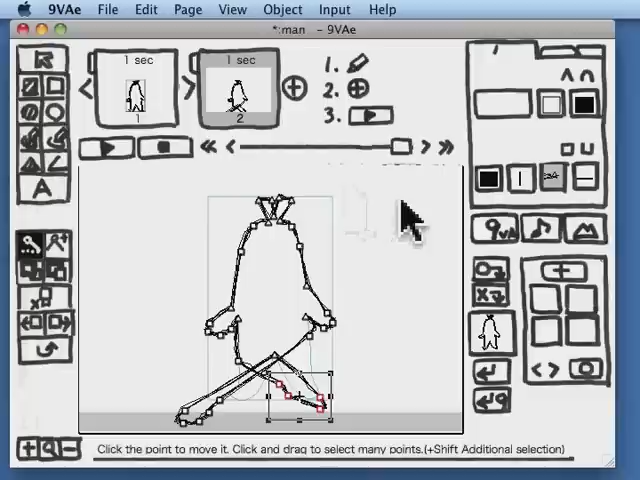 9VAe File Edit Page View Object Input Help
*:man - 9VAe
1 sec 1 sec
1 2
1.
2.
3.
A
9VA
Click the point to move it. Click and drag to select many points.(+Shift Additional selection)